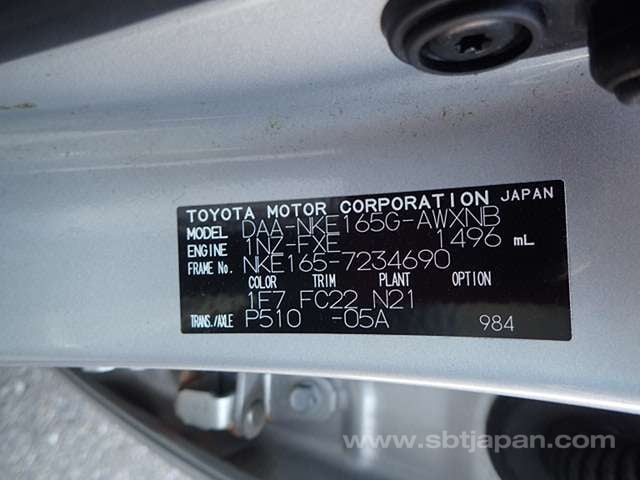 TOYOTA MOTOR CORPORATION JAPAN
MODEL DAA-NKE165G-AWXNB
ENGINE 1NZ-FXE 1496 mL
FRAME No. NKE165-7234690
COLOR TRIM PLANT OPTION
1F7 FC22 N21
TRANS./AXLE P510 -05A 984
www.sbtjapan.com